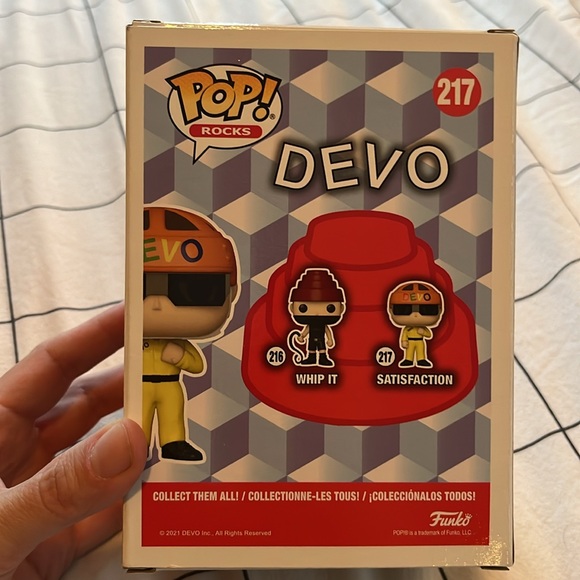 POP!®
ROCKS
217
DEVO
DEVO
DEVO
216
WHIP IT
217
SATISFACTION
COLLECT THEM ALL! / COLLECTIONNE-LES TOUS! / ¡COLECCIÓNALOS TODOS!
© 2021 DEVO Inc., All Rights Reserved
Funko
POP!® is a trademark of Funko, LLC